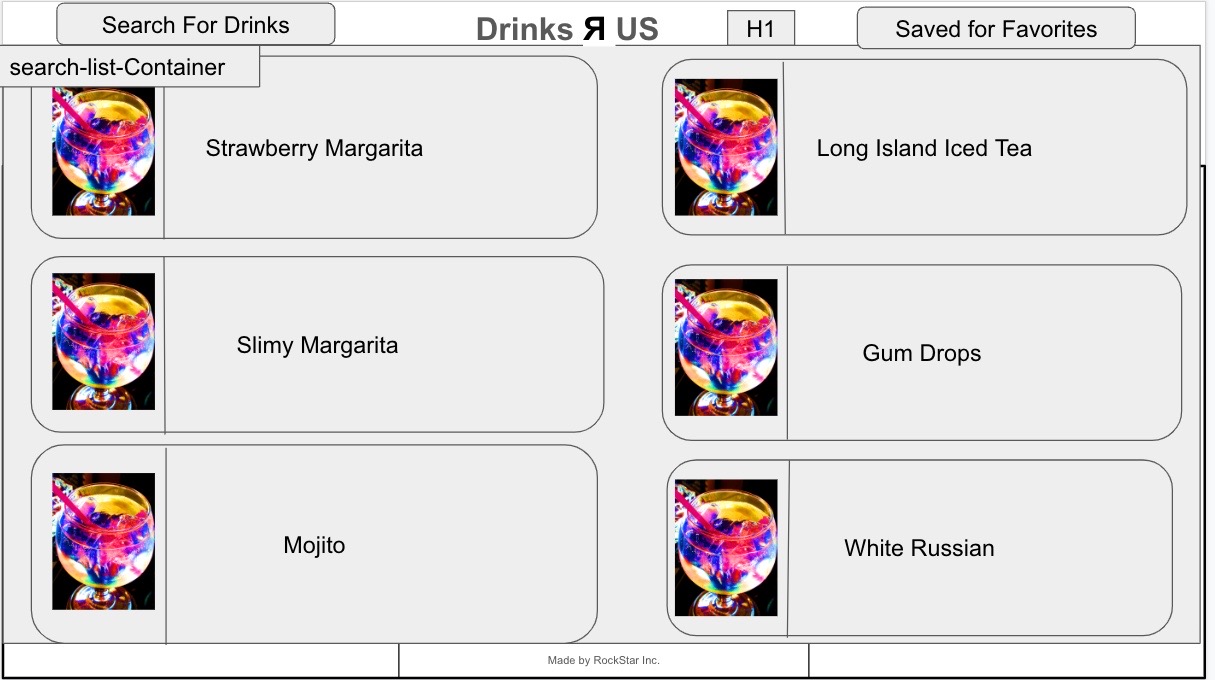 Search For Drinks
Drinks Я US
H1
Saved for Favorites
search-list-Container
Strawberry Margarita
Long Island Iced Tea
Slimy Margarita
Gum Drops
Mojito
White Russian
Made by RockStar Inc.